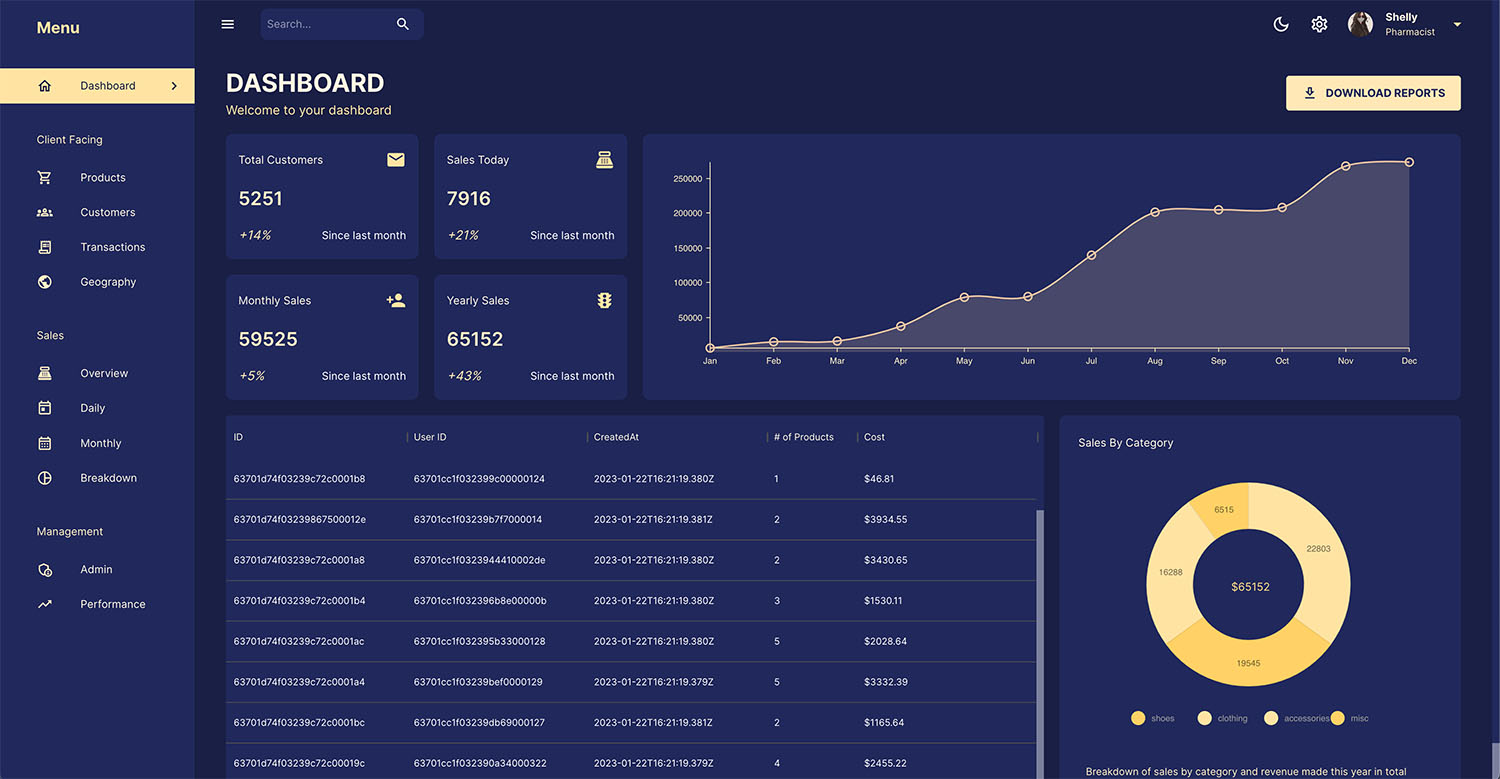 Menu
Search...
Shelly
Pharmacist
Dashboard
Client Facing
Products
Customers
Transactions
Geography
Sales
Overview
Daily
Monthly
Breakdown
Management
Admin
Performance
DASHBOARD
Welcome to your dashboard
DOWNLOAD REPORTS
Total Customers
5251
+14% Since last month
Sales Today
7916
+21% Since last month
Monthly Sales
59525
+5% Since last month
Yearly Sales
65152
+43% Since last month
250000
200000
150000
100000
50000
Jan Feb Mar Apr May Jun Jul Aug Sep Oct Nov Dec
ID User ID CreatedAt # of Products Cost
63701d74f03239c72c0001b8 63701cc1f032399c00000124 2023-01-22T16:21:19.380Z 1 $46.81
63701d74f03239867500012e 63701cc1f03239b7f7000014 2023-01-22T16:21:19.381Z 2 $3934.55
63701d74f03239c72c0001a8 63701cc1f0323944410002de 2023-01-22T16:21:19.380Z 2 $3430.65
63701d74f03239c72c0001b4 63701cc1f032396b8e00000b 2023-01-22T16:21:19.380Z 3 $1530.11
63701d74f03239c72c0001ac 63701cc1f032395b33000128 2023-01-22T16:21:19.380Z 5 $2028.64
63701d74f03239c72c0001a4 63701cc1f03239bef0000129 2023-01-22T16:21:19.379Z 5 $3332.39
63701d74f03239c72c0001bc 63701cc1f03239db69000127 2023-01-22T16:21:19.381Z 2 $1165.64
63701d74f03239c72c00019c 63701cc1f032390a34000322 2023-01-22T16:21:19.379Z 4 $2455.22
Sales By Category
6515
22803
16288
$65152
19545
shoes clothing accessories misc
Breakdown of sales by category and revenue made this year in total